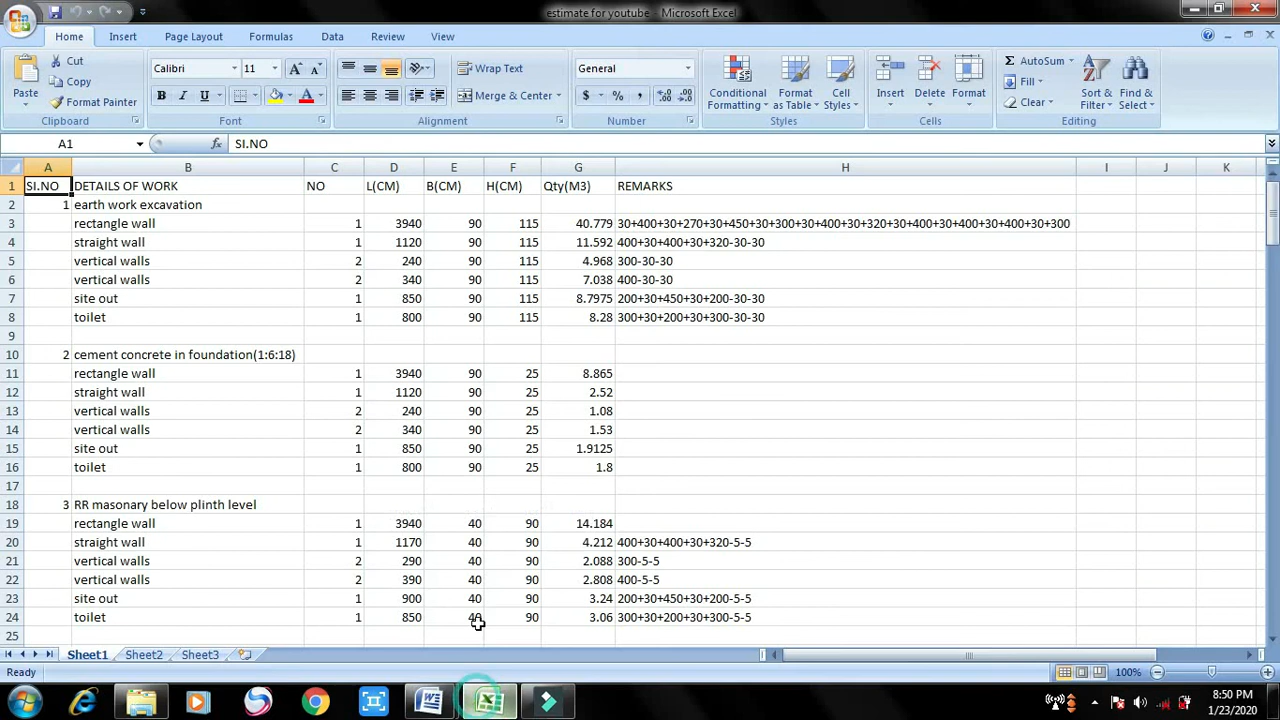 estimate for youtube - Microsoft Excel
Home Insert Page Layout Formulas Data Review View
Cut
Copy
Format Painter
Paste
Clipboard
Calibri 11
B I U
Font
Wrap Text
Merge & Center
Alignment
General
$ % ,
Number
Conditional Formatting
Format as Table
Cell Styles
Styles
Insert Delete Format
Cells
AutoSum
Fill
Clear
Sort & Filter
Find & Select
Editing
A1 fx SI.NO
A B C D E F G H I J K
1 SI.NO DETAILS OF WORK NO L(CM) B(CM) H(CM) Qty(M3) REMARKS
2 1 earth work excavation
3 rectangle wall 1 3940 90 115 40.779 30+400+30+270+30+450+30+300+30+400+30+320+30+400+30+400+30+400+30+300
4 straight wall 1 1120 90 115 11.592 400+30+400+30+320-30-30
5 vertical walls 2 240 90 115 4.968 300-30-30
6 vertical walls 2 340 90 115 7.038 400-30-30
7 site out 1 850 90 115 8.7975 200+30+450+30+200-30-30
8 toilet 1 800 90 115 8.28 300+30+200+30+300-30-30
9
10 2 cement concrete in foundation(1:6:18)
11 rectangle wall 1 3940 90 25 8.865
12 straight wall 1 1120 90 25 2.52
13 vertical walls 2 240 90 25 1.08
14 vertical walls 2 340 90 25 1.53
15 site out 1 850 90 25 1.9125
16 toilet 1 800 90 25 1.8
17
18 3 RR masonary below plinth level
19 rectangle wall 1 3940 40 90 14.184
20 straight wall 1 1170 40 90 4.212 400+30+400+30+320-5-5
21 vertical walls 2 290 40 90 2.088 300-5-5
22 vertical walls 2 390 40 90 2.808 400-5-5
23 site out 1 900 40 90 3.24 200+30+450+30+200-5-5
24 toilet 1 850 40 90 3.06 300+30+200+30+300-5-5
25
Sheet1 Sheet2 Sheet3
Ready 100%
8:50 PM
1/23/2020